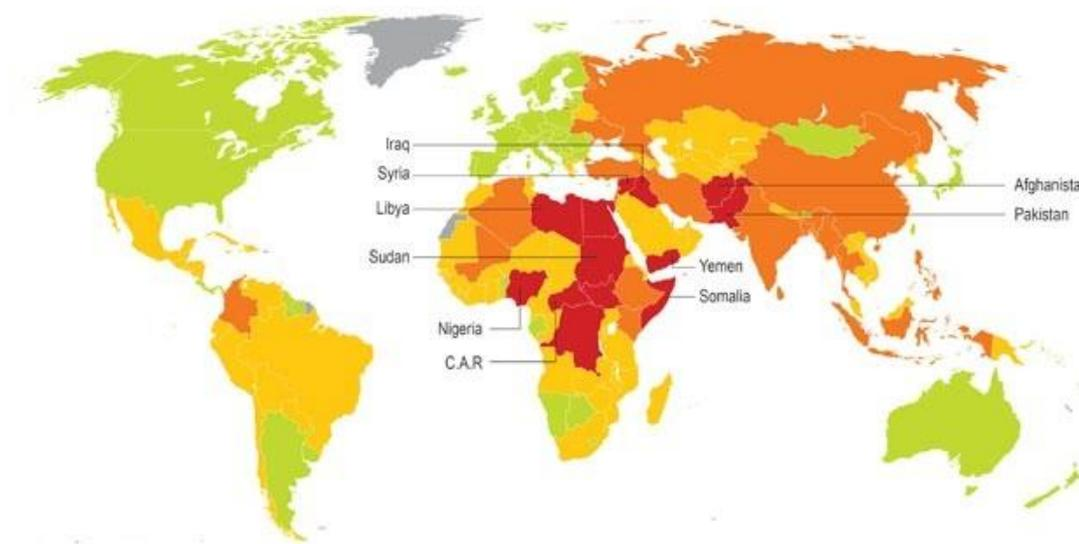 Iraq
Syria
Libya
Sudan
Nigeria
C.A.R
Afghanista
Pakistan
Yemen
Somalia